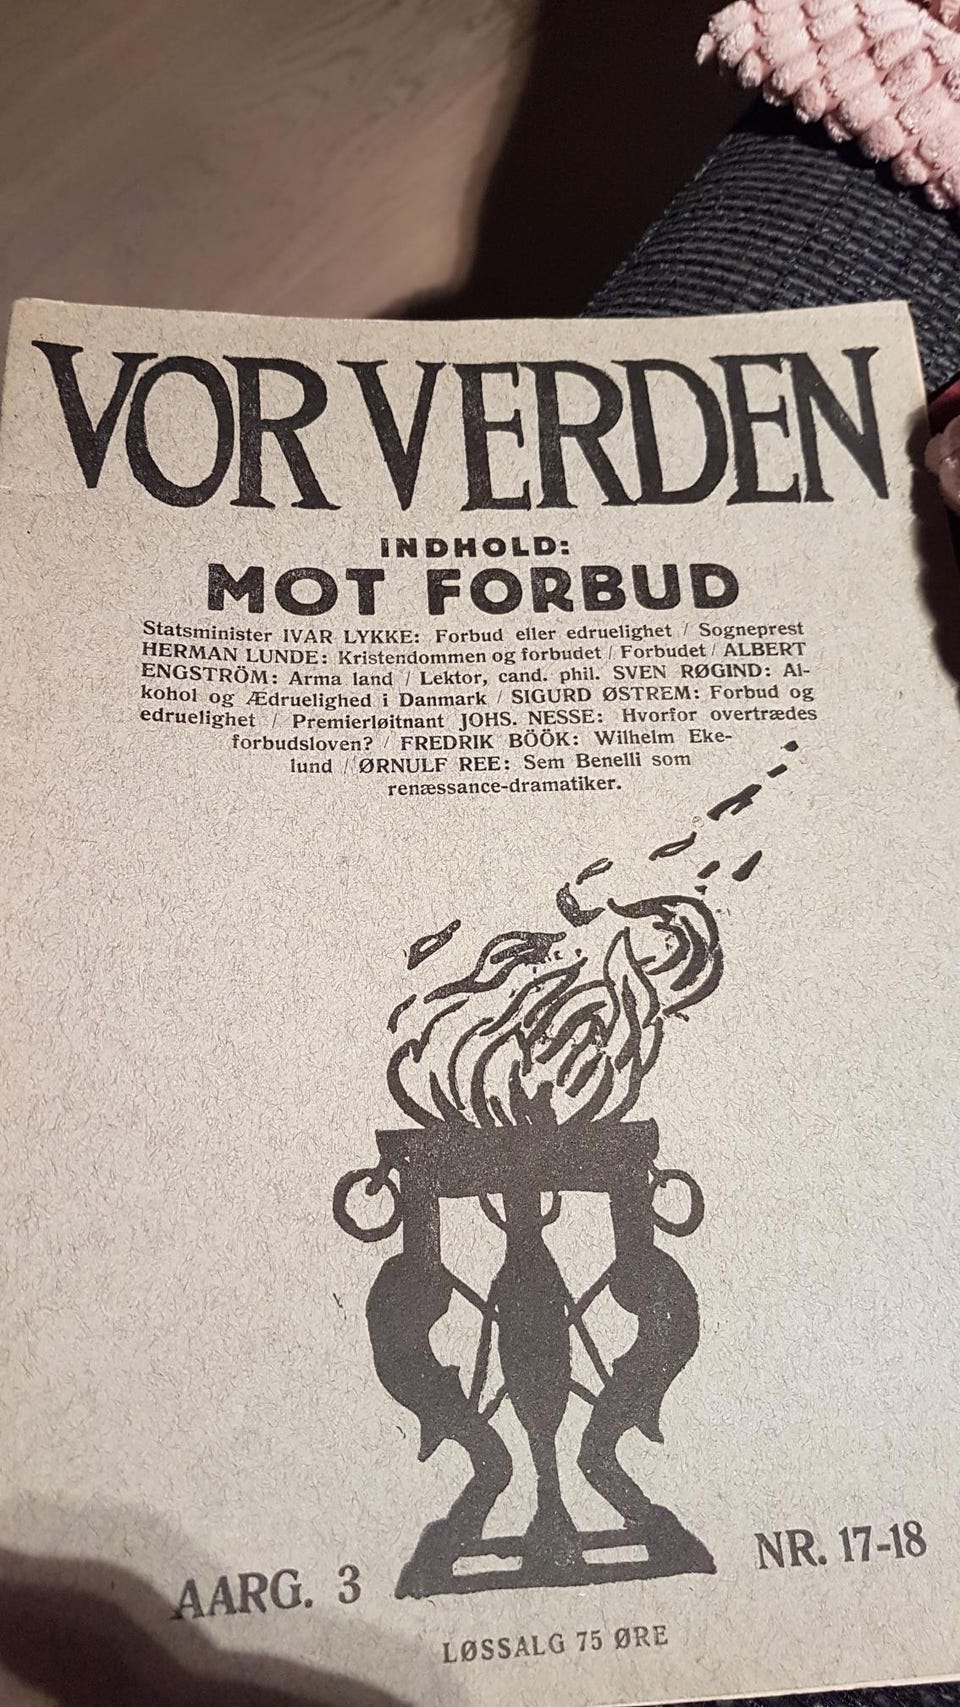 VOR VERDEN
INDHOLD:
MOT FORBUD
Statsminister IVAR LYKKE: Forbud eller edruelighet / Sogneprest
HERMAN LUNDE: Kristendommen og forbudet / Forbudet / ALBERT
ENGSTRÖM: Arma land / Lektor, cand. phil. SVEN RØGIND: Al-
kohol og Ædruelighed i Danmark / SIGURD ØSTREM: Forbud og
edruelighet / Premierløitnant JOHS. NESSE: Hvorfor overtrædes
forbudsloven? / FREDRIK BÖÖK: Wilhelm Eke-
lund / ØRNULF REE: Sem Benelli som
renæssance-dramatiker.
AARG. 3
NR. 17-18
LØSSALG 75 ØRE